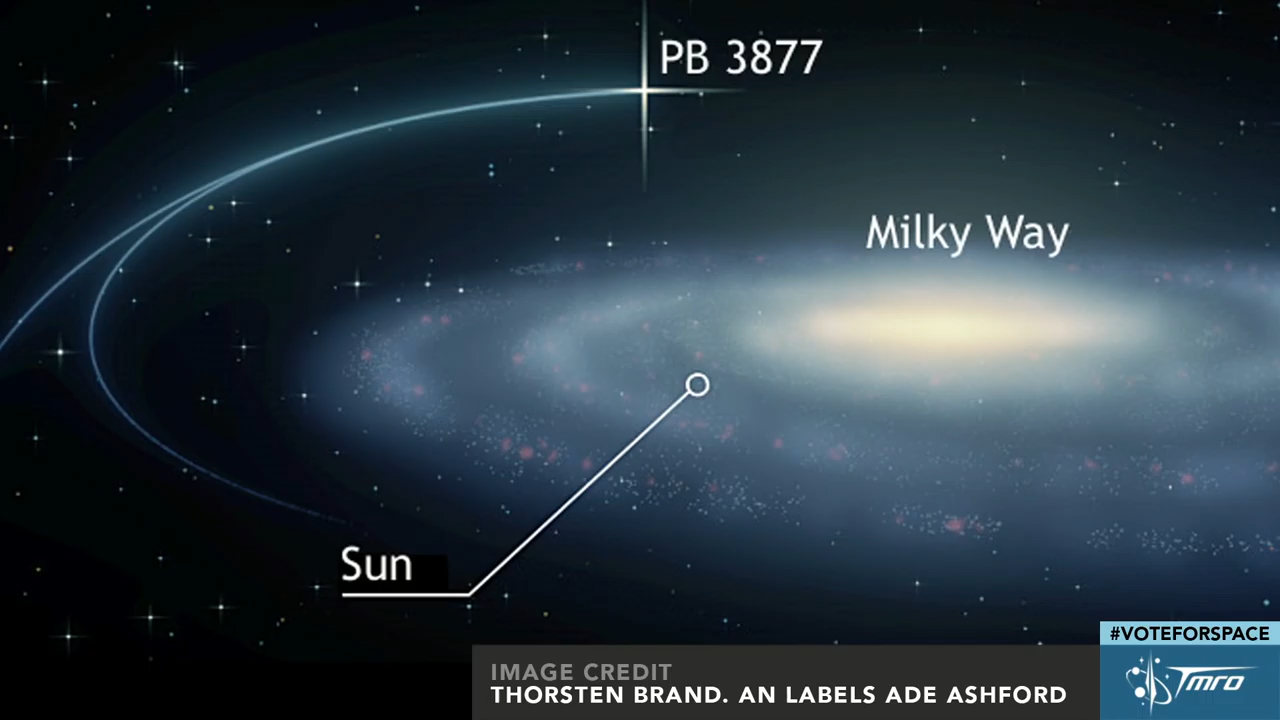 PB 3877
Milky Way
Sun
#VOTEFORSPACE
IMAGE CREDIT
THORSTEN BRAND. AN LABELS ADE ASHFORD
TMRO